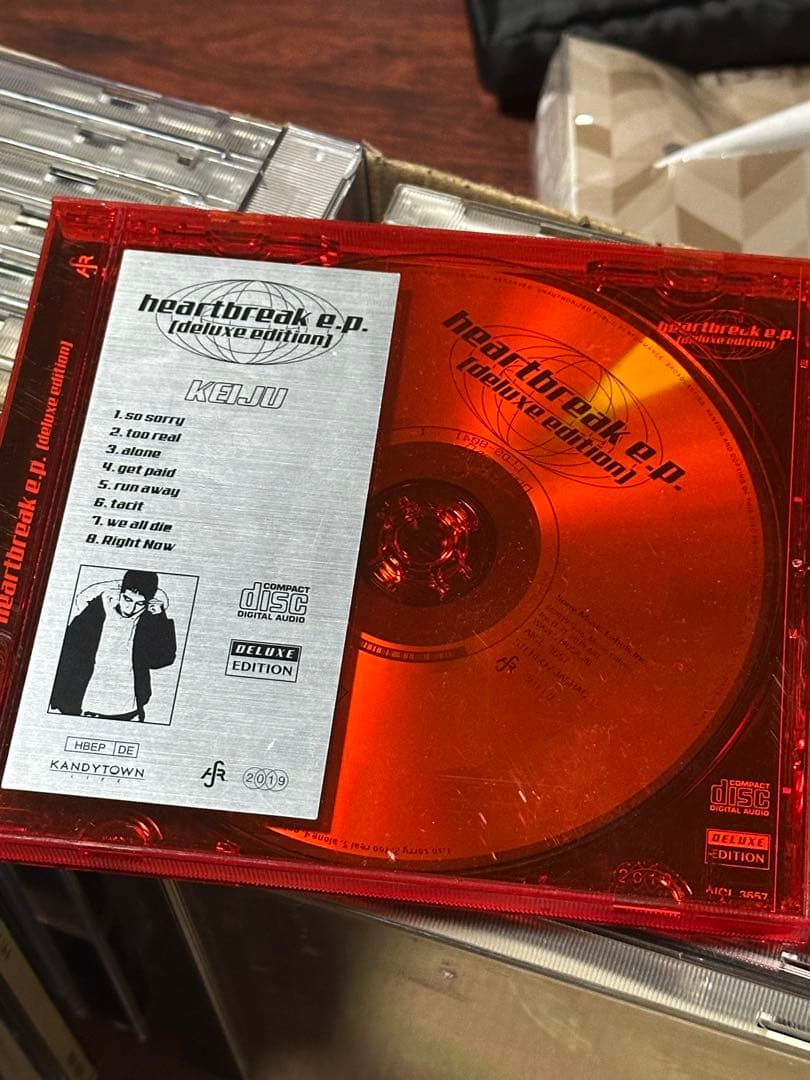 heartbreak e.p. [deluxe edition]
heartbreak e.p.
[deluxe edition]
KEIJU
1. so sorry
2. too real
3. alone
4. get paid
5. run away
6. tacit
7. we all die
8. Right Now
COMPACT
disc
DIGITAL AUDIO
DELUXE
EDITION
HBEP DE
KANDYTOWN
LIFE
2019
heartbreak e.p.
[deluxe edition]
heartbreak e.p.
[deluxe edition]
COMPACT
disc
DIGITAL AUDIO
DELUXE
EDITION
2019
AICL 3657